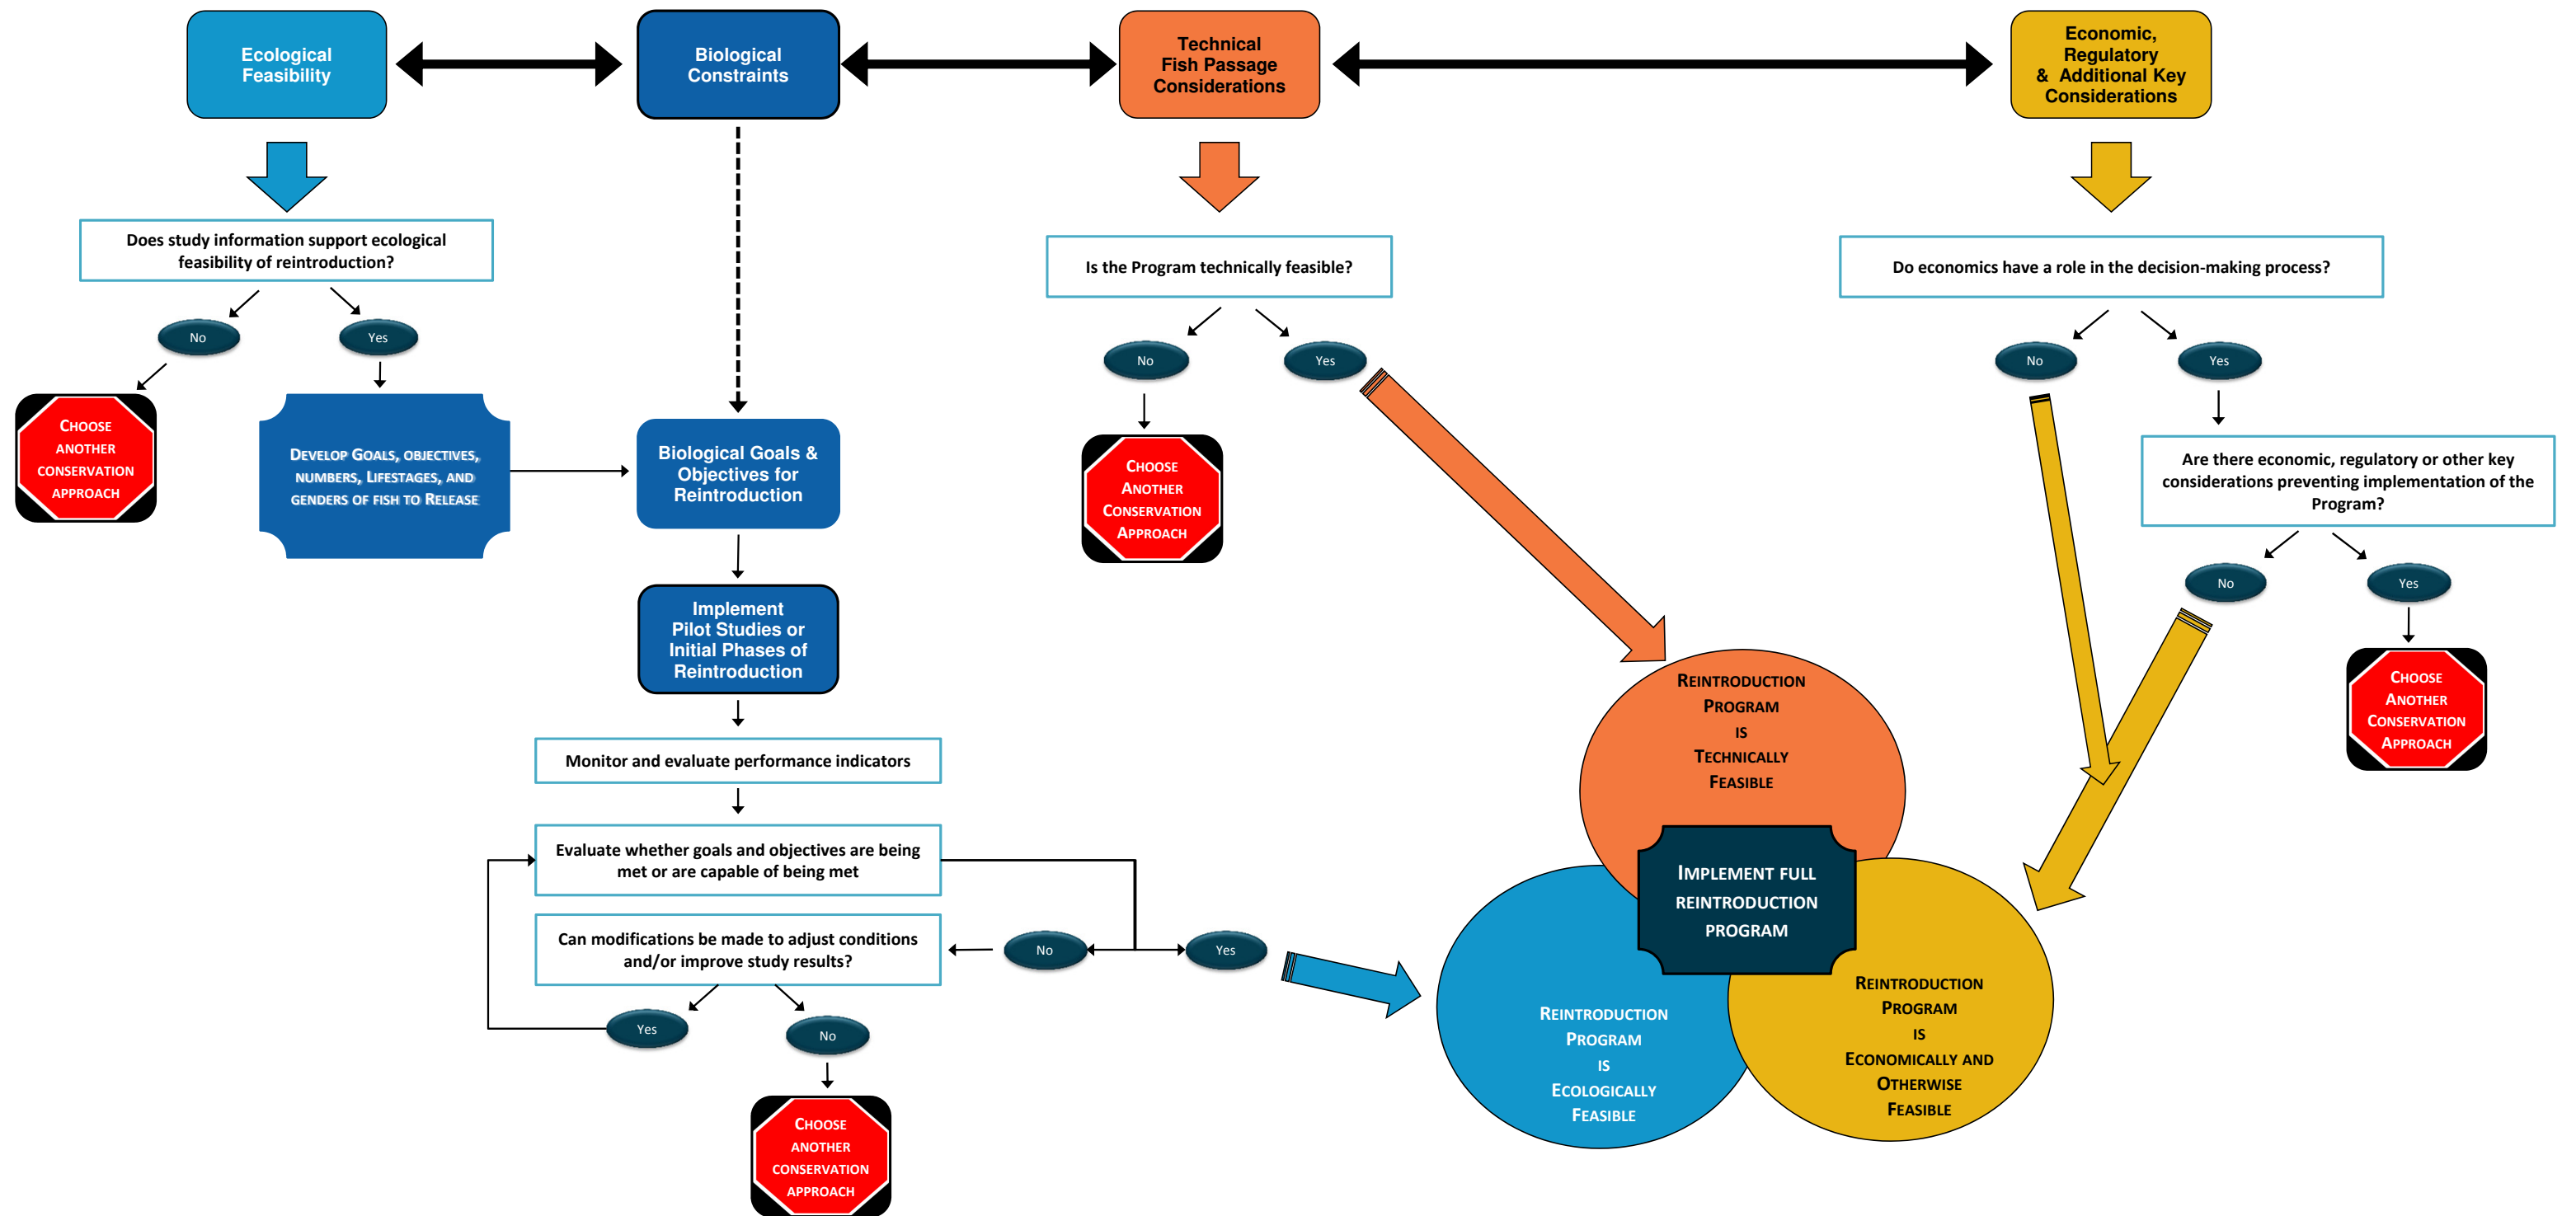 Ecological
Feasibility
Biological
Constraints
Technical
Fish Passage
Considerations
Economic,
Regulatory
& Additional Key
Considerations
Does study information support ecological
feasibility of reintroduction?
No
Yes
CHOOSE
ANOTHER
CONSERVATION
APPROACH
DEVELOP GOALS, OBJECTIVES,
NUMBERS, LIFESTAGES, AND
GENDERS OF FISH TO RELEASE
Biological Goals &
Objectives for
Reintroduction
Implement
Pilot Studies or
Initial Phases of
Reintroduction
Monitor and evaluate performance indicators
Evaluate whether goals and objectives are being
met or are capable of being met
Can modifications be made to adjust conditions
and/or improve study results?
No
Yes
Yes
No
CHOOSE
ANOTHER
CONSERVATION
APPROACH
Is the Program technically feasible?
No
Yes
CHOOSE
ANOTHER
CONSERVATION
APPROACH
Do economics have a role in the decision-making process?
No
Yes
Are there economic, regulatory or other key
considerations preventing implementation of the
Program?
No
Yes
CHOOSE
ANOTHER
CONSERVATION
APPROACH
REINTRODUCTION
PROGRAM
IS
TECHNICALLY
FEASIBLE
IMPLEMENT FULL
REINTRODUCTION
PROGRAM
REINTRODUCTION
PROGRAM
IS
ECOLOGICALLY
FEASIBLE
REINTRODUCTION
PROGRAM
IS
ECONOMICALLY AND
OTHERWISE
FEASIBLE